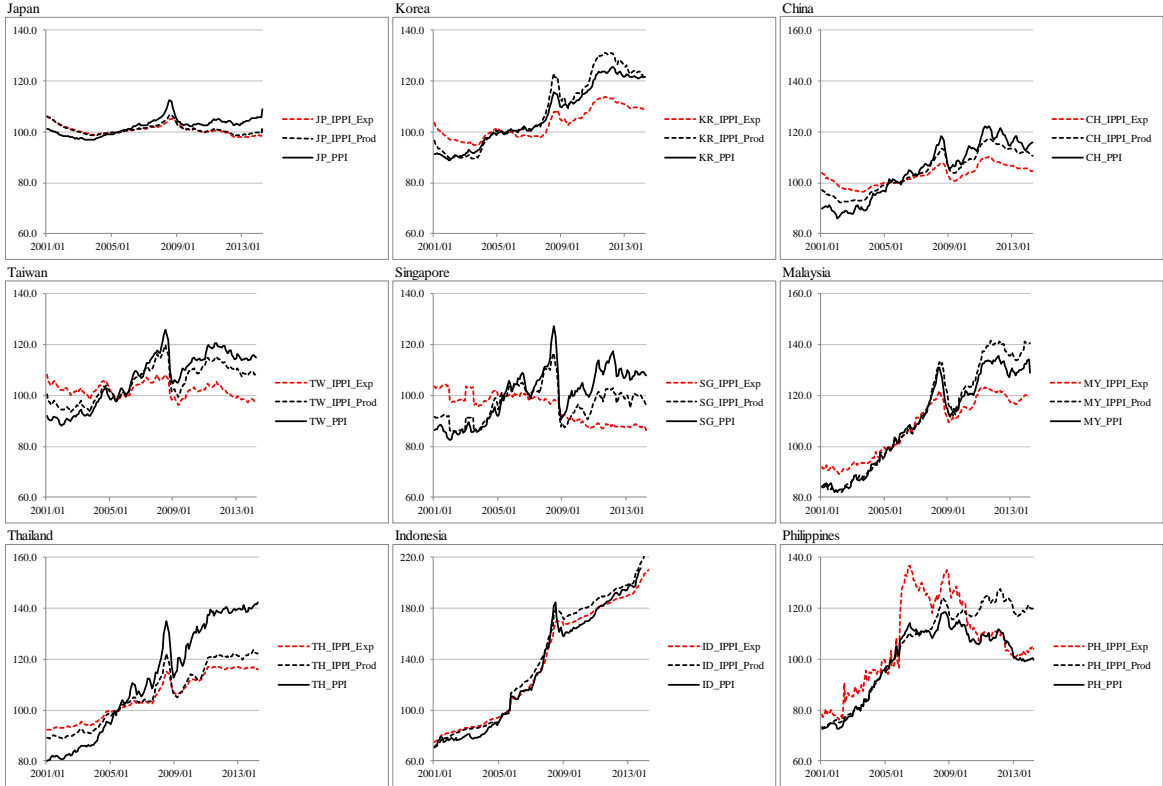 Japan
140.0
120.0
100.0
80.0
60.0
2001/01 2005/01 2009/01 2013/01
JP_IPPI_Exp
JP_IPPI_Prod
JP_PPI
Korea
140.0
120.0
100.0
80.0
60.0
2001/01 2005/01 2009/01 2013/01
KR_IPPI_Exp
KR_IPPI_Prod
KR_PPI
China
160.0
140.0
120.0
100.0
80.0
2001/01 2005/01 2009/01 2013/01
CH_IPPI_Exp
CH_IPPI_Prod
CH_PPI
Taiwan
140.0
120.0
100.0
80.0
60.0
2001/01 2005/01 2009/01 2013/01
TW_IPPI_Exp
TW_IPPI_Prod
TW_PPI
Singapore
140.0
120.0
100.0
80.0
60.0
2001/01 2005/01 2009/01 2013/01
SG_IPPI_Exp
SG_IPPI_Prod
SG_PPI
Malaysia
160.0
140.0
120.0
100.0
80.0
2001/01 2005/01 2009/01 2013/01
MY_IPPI_Exp
MY_IPPI_Prod
MY_PPI
Thailand
160.0
140.0
120.0
100.0
80.0
2001/01 2005/01 2009/01 2013/01
TH_IPPI_Exp
TH_IPPI_Prod
TH_PPI
Indonesia
220.0
180.0
140.0
100.0
60.0
2001/01 2005/01 2009/01 2013/01
ID_IPPI_Exp
ID_IPPI_Prod
ID_PPI
Philippines
140.0
120.0
100.0
80.0
60.0
2001/01 2005/01 2009/01 2013/01
PH_IPPI_Exp
PH_IPPI_Prod
PH_PPI